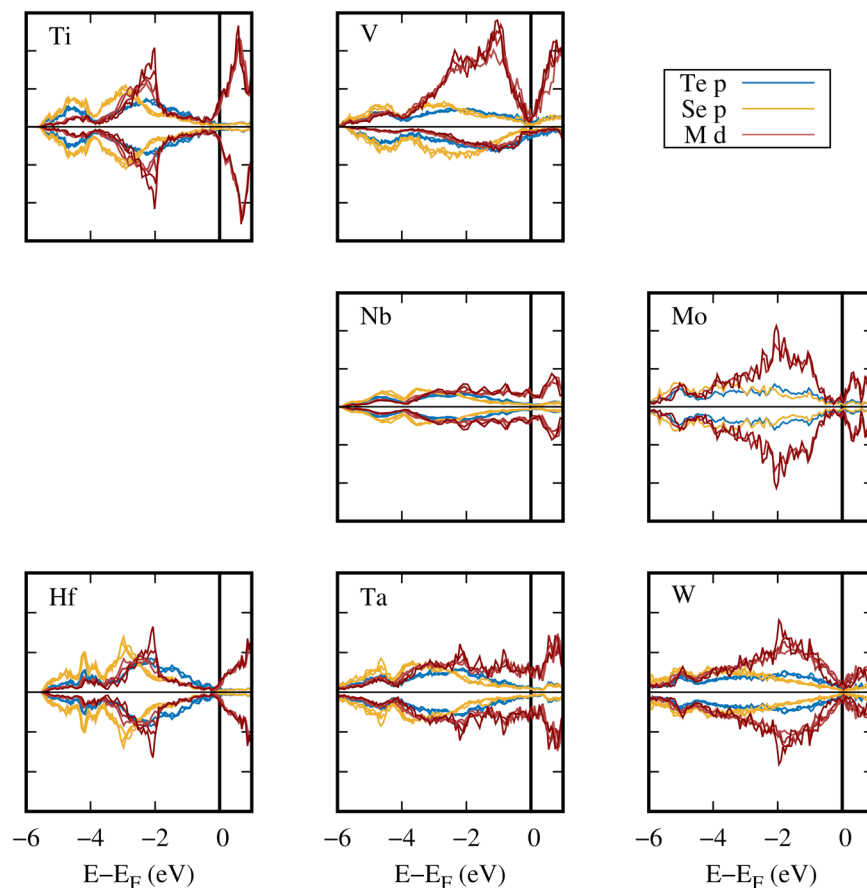 Ti
V
Te p
Se p
M d
Nb
Mo
Hf
Ta
W
−6 −4 −2 0
−6 −4 −2 0
−6 −4 −2 0
E−E_F (eV)
E−E_F (eV)
E−E_F (eV)